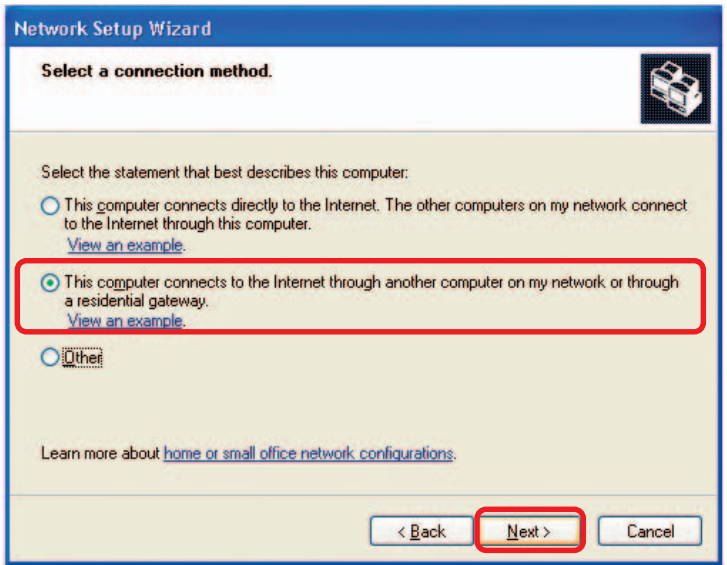 Network Setup Wizard
Select a connection method.
Select the statement that best describes this computer:
This computer connects directly to the Internet. The other computers on my network connect
to the Internet through this computer.
View an example.
This computer connects to the Internet through another computer on my network or through
a residential gateway.
View an example.
Other
Learn more about home or small office network configurations.
< Back Next > Cancel